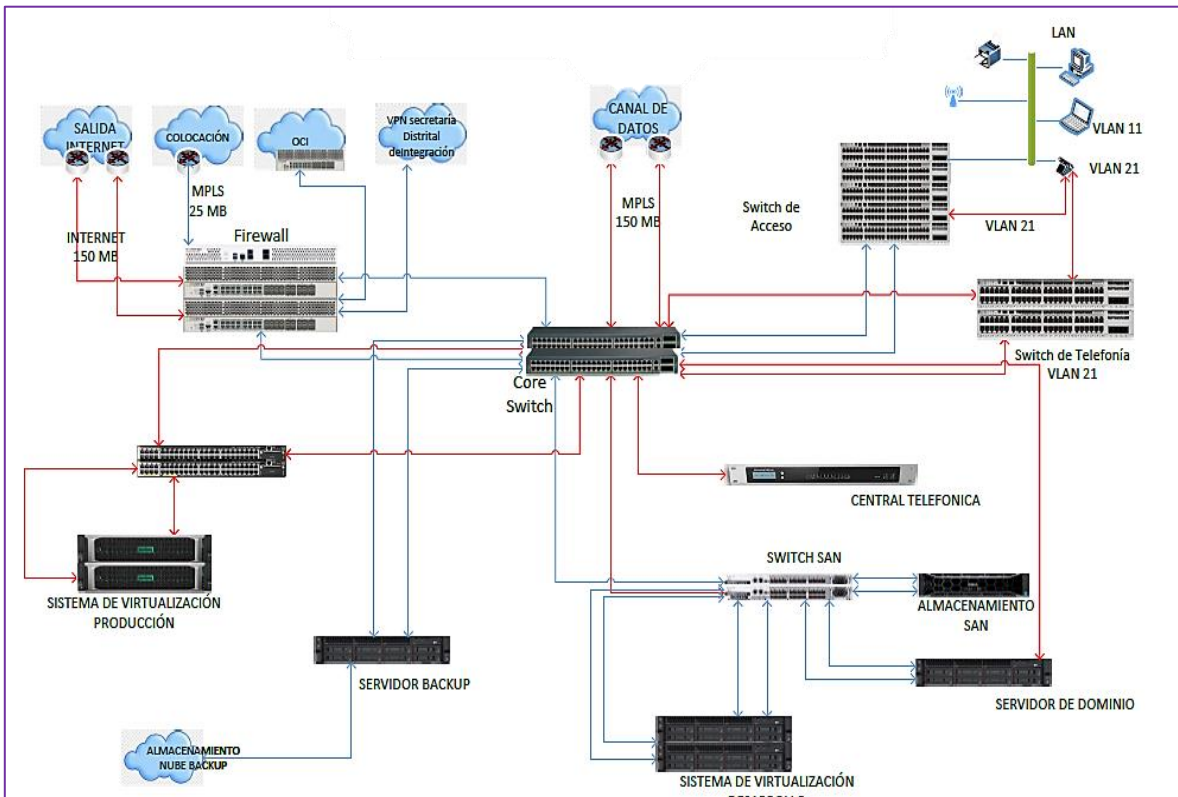 LAN
SALIDA
INTERNET
COLOCACIÓN
OCI
VPN secretaría
Distrital
deIntegración
CANAL DE
DATOS
VLAN 11
VLAN 21
MPLS
25 MB
MPLS
150 MB
Switch de
Acceso
VLAN 21
INTERNET
150 MB
Firewall
Switch de Telefonía
VLAN 21
Core
Switch
CENTRAL TELEFONICA
SWITCH SAN
ALMACENAMIENTO
SAN
SISTEMA DE VIRTUALIZACIÓN
PRODUCCIÓN
SERVIDOR BACKUP
SERVIDOR DE DOMINIO
ALMACENAMIENTO
NUBE BACKUP
SISTEMA DE VIRTUALIZACIÓN